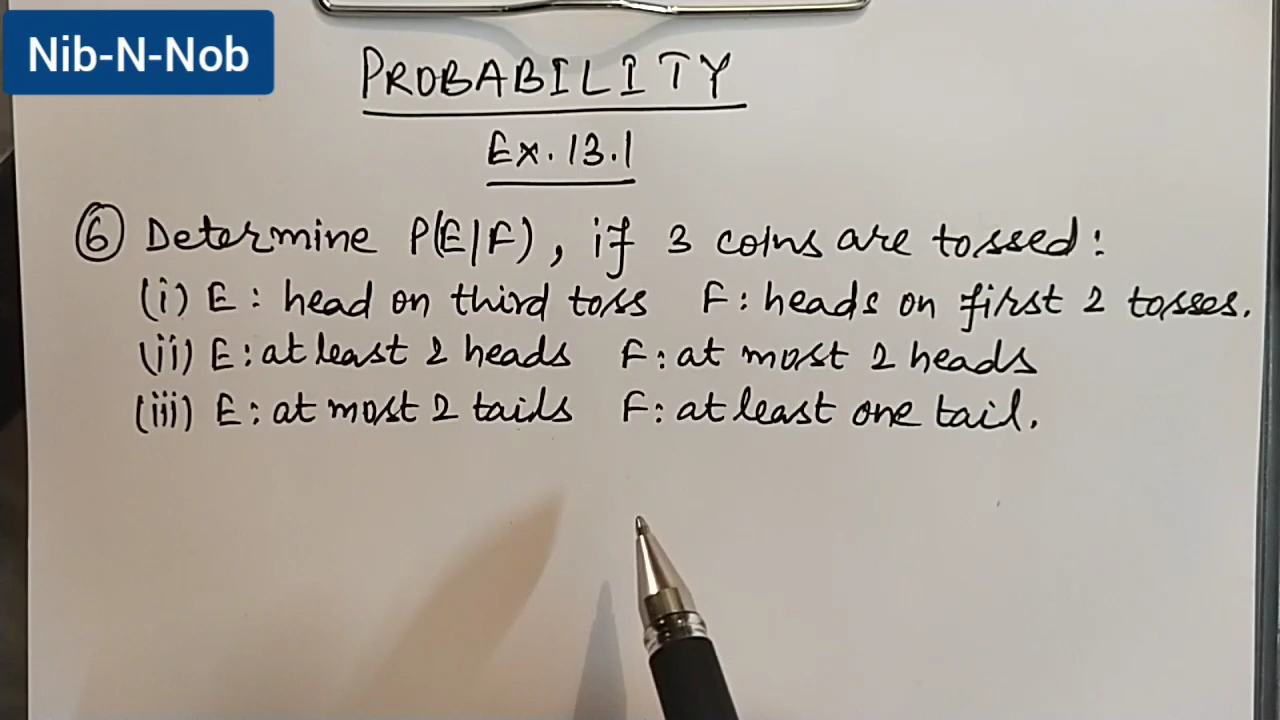 Nib-N-Nob
PROBABILITY
Ex. 13.1
(6) Determine P(E|F), if 3 coins are tossed:
(i) E: head on third toss F: heads on first 2 tosses.
(ii) E: at least 2 heads F: at most 2 heads
(iii) E: at most 2 tails F: at least one tail.